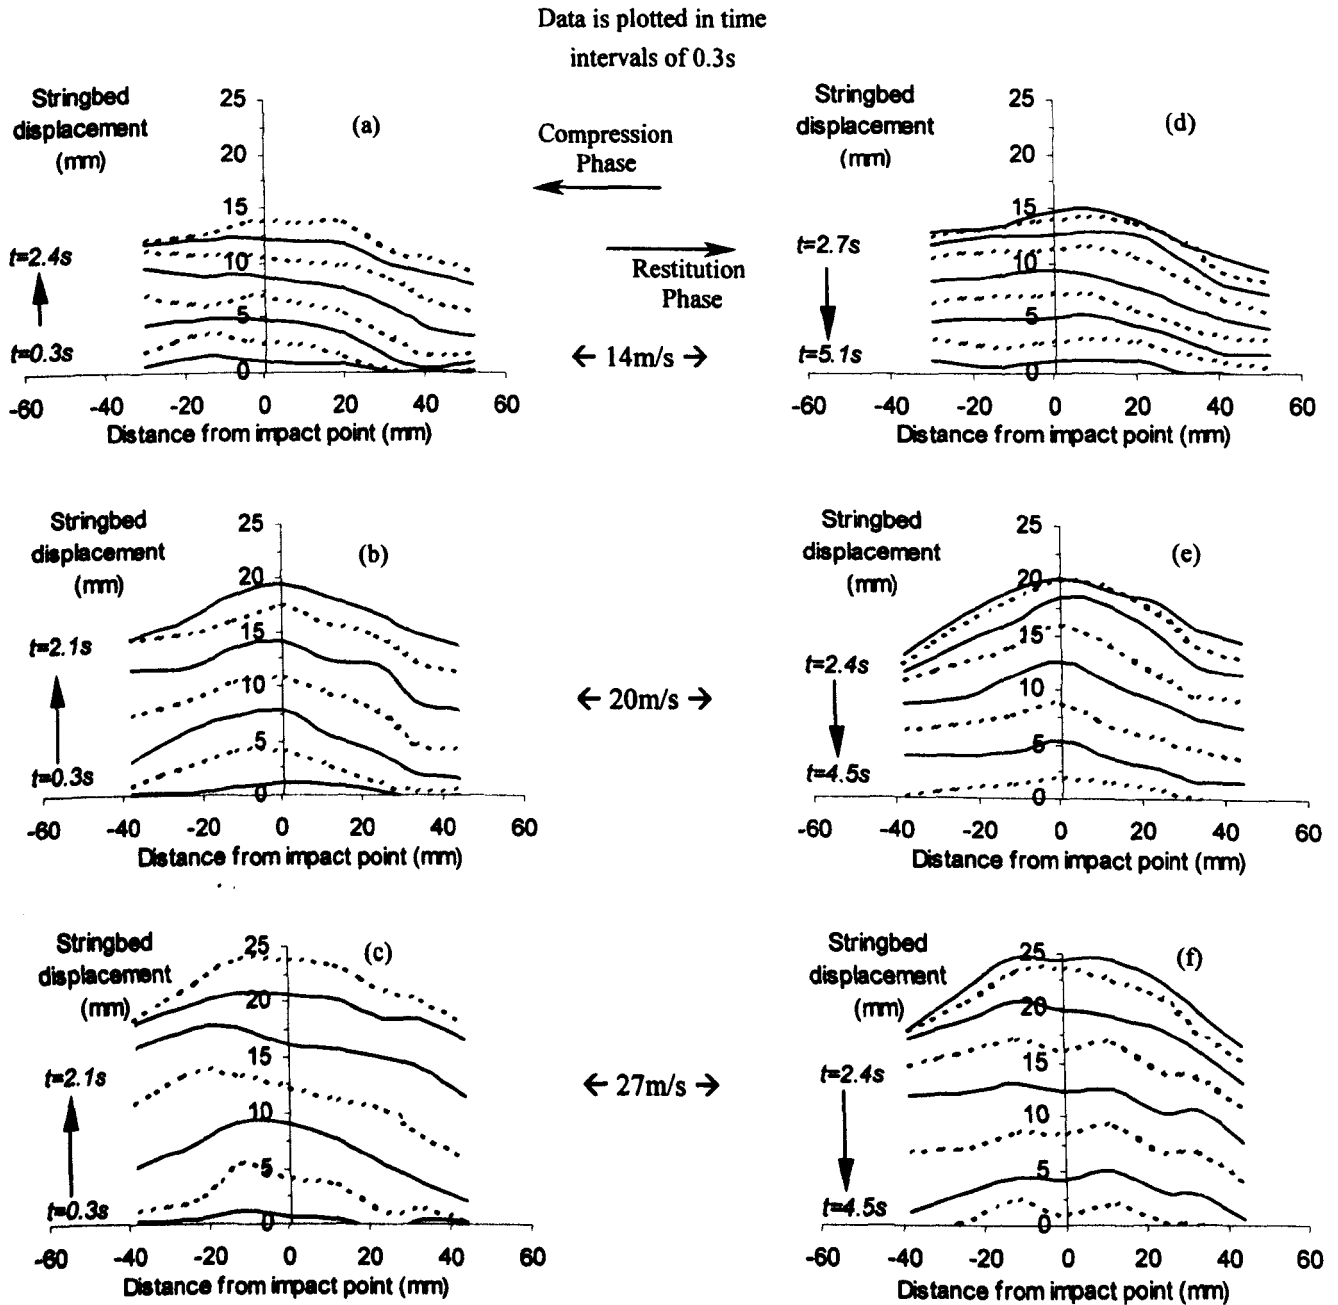 Data is plotted in time
intervals of 0.3s
Stringbed
displacement
(mm)
25
20
15
10
5
0
(a)
t=2.4s
t=0.3s
-60 -40 -20 0 20 40 60
Distance from impact point (mm)
Compression
Phase
Restitution
Phase
← 14m/s →
Stringbed
displacement
(mm)
25
20
15
10
5
0
(d)
t=2.7s
t=5.1s
-60 -40 -20 0 20 40 60
Distance from impact point (mm)
Stringbed
displacement
(mm)
25
20
15
10
5
0
(b)
t=2.1s
t=0.3s
-60 -40 -20 0 20 40 60
Distance from impact point (mm)
← 20m/s →
Stringbed
displacement
(mm)
25
20
15
10
5
0
(e)
t=2.4s
t=4.5s
-60 -40 -20 0 20 40 60
Distance from impact point (mm)
Stringbed
displacement
(mm)
25
20
15
10
5
0
(c)
t=2.1s
t=0.3s
-60 -40 -20 0 20 40 60
Distance from impact point (mm)
← 27m/s →
Stringbed
displacement
(mm)
25
20
15
10
5
0
(f)
t=2.4s
t=4.5s
-60 -40 -20 0 20 40 60
Distance from impact point (mm)